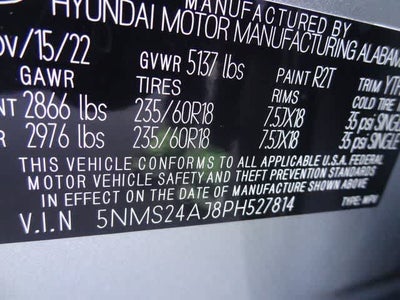 MANUFACTURED BY
HYUNDAI MOTOR MANUFACTURING ALABAMA
ov/15/22 GVWR 5137 lbs PAINT R2T TRIM
GAWR TIRES RIMS COLD TIRE
2866 lbs 235/60R18 7.5JX18 35 psi SINGLE
2976 lbs 235/60R18 7.5JX18 35 psi SINGLE
THIS VEHICLE CONFORMS TO ALL APPLICABLE U.S.A. FEDERAL
MOTOR VEHICLE SAFETY AND THEFT PREVENTION STANDARDS
IN EFFECT ON THE DATE OF MANUFACTURE SHOWN ABOVE.
V.I.N 5NMS24AJ8PH527814 TYPE: MPV